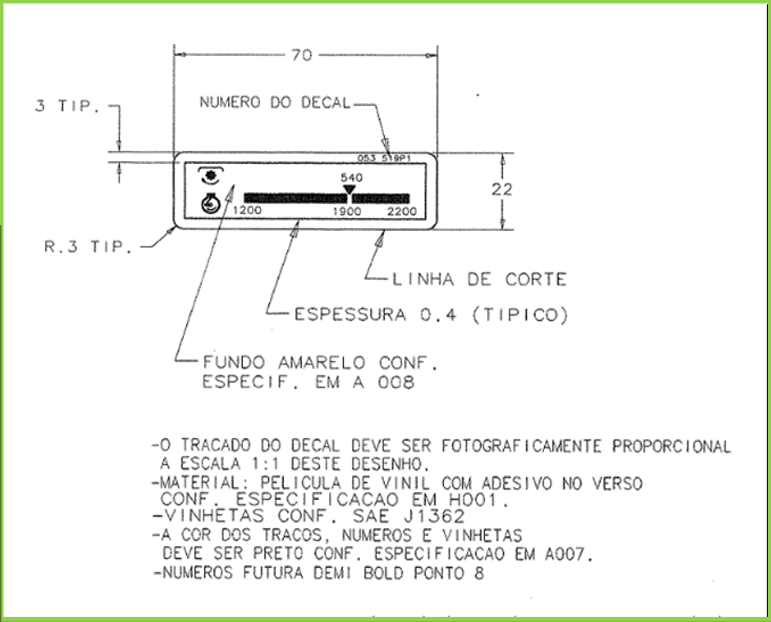 70
3 TIP.
NUMERO DO DECAL
053 519P1
540
22
1200 1900 2200
R.3 TIP.
LINHA DE CORTE
ESPESSURA 0.4 (TIPICO)
FUNDO AMARELO CONF.
ESPECIF. EM A 008
-O TRACADO DO DECAL DEVE SER FOTOGRAFICAMENTE PROPORCIONAL
A ESCALA 1:1 DESTE DESENHO.
-MATERIAL: PELICULA DE VINIL COM ADESIVO NO VERSO
CONF. ESPECIFICACAO EM H001.
-VINHETAS CONF. SAE J1362
-A COR DOS TRACOS, NUMEROS E VINHETAS
DEVE SER PRETO CONF. ESPECIFICACAO EM A007.
-NUMEROS FUTURA DEMI BOLD PONTO 8